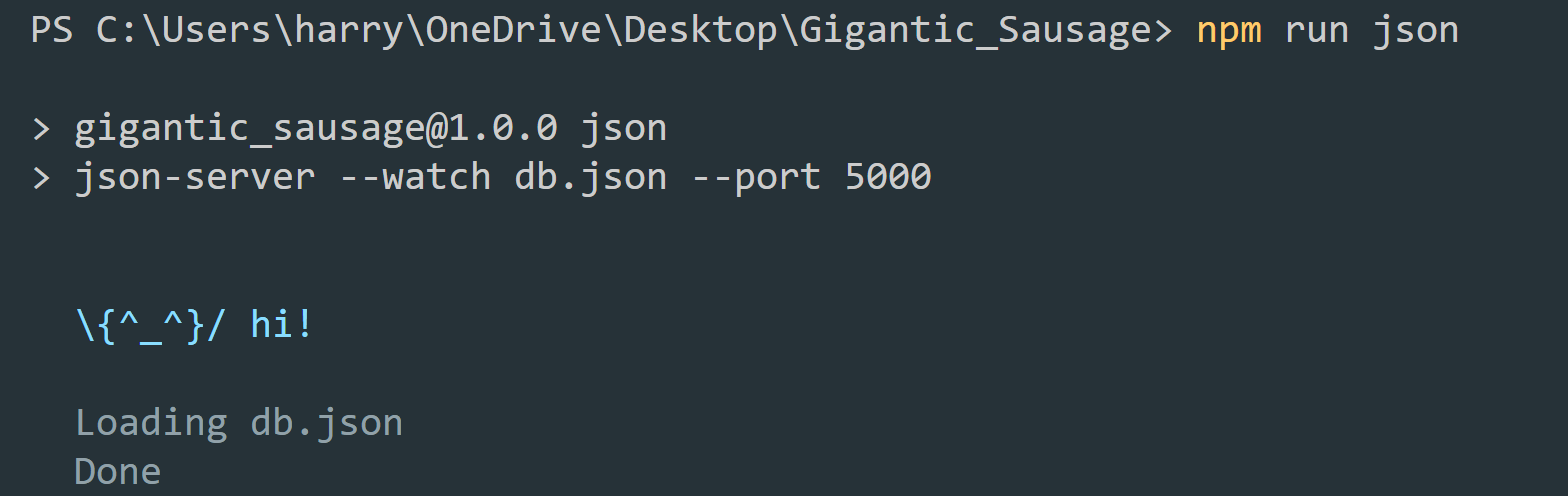 PS C:\Users\harry\OneDrive\Desktop\Gigantic_Sausage> npm run json
> gigantic_sausage@1.0.0 json
> json-server --watch db.json --port 5000
\{^_^}/ hi!
Loading db.json
Done